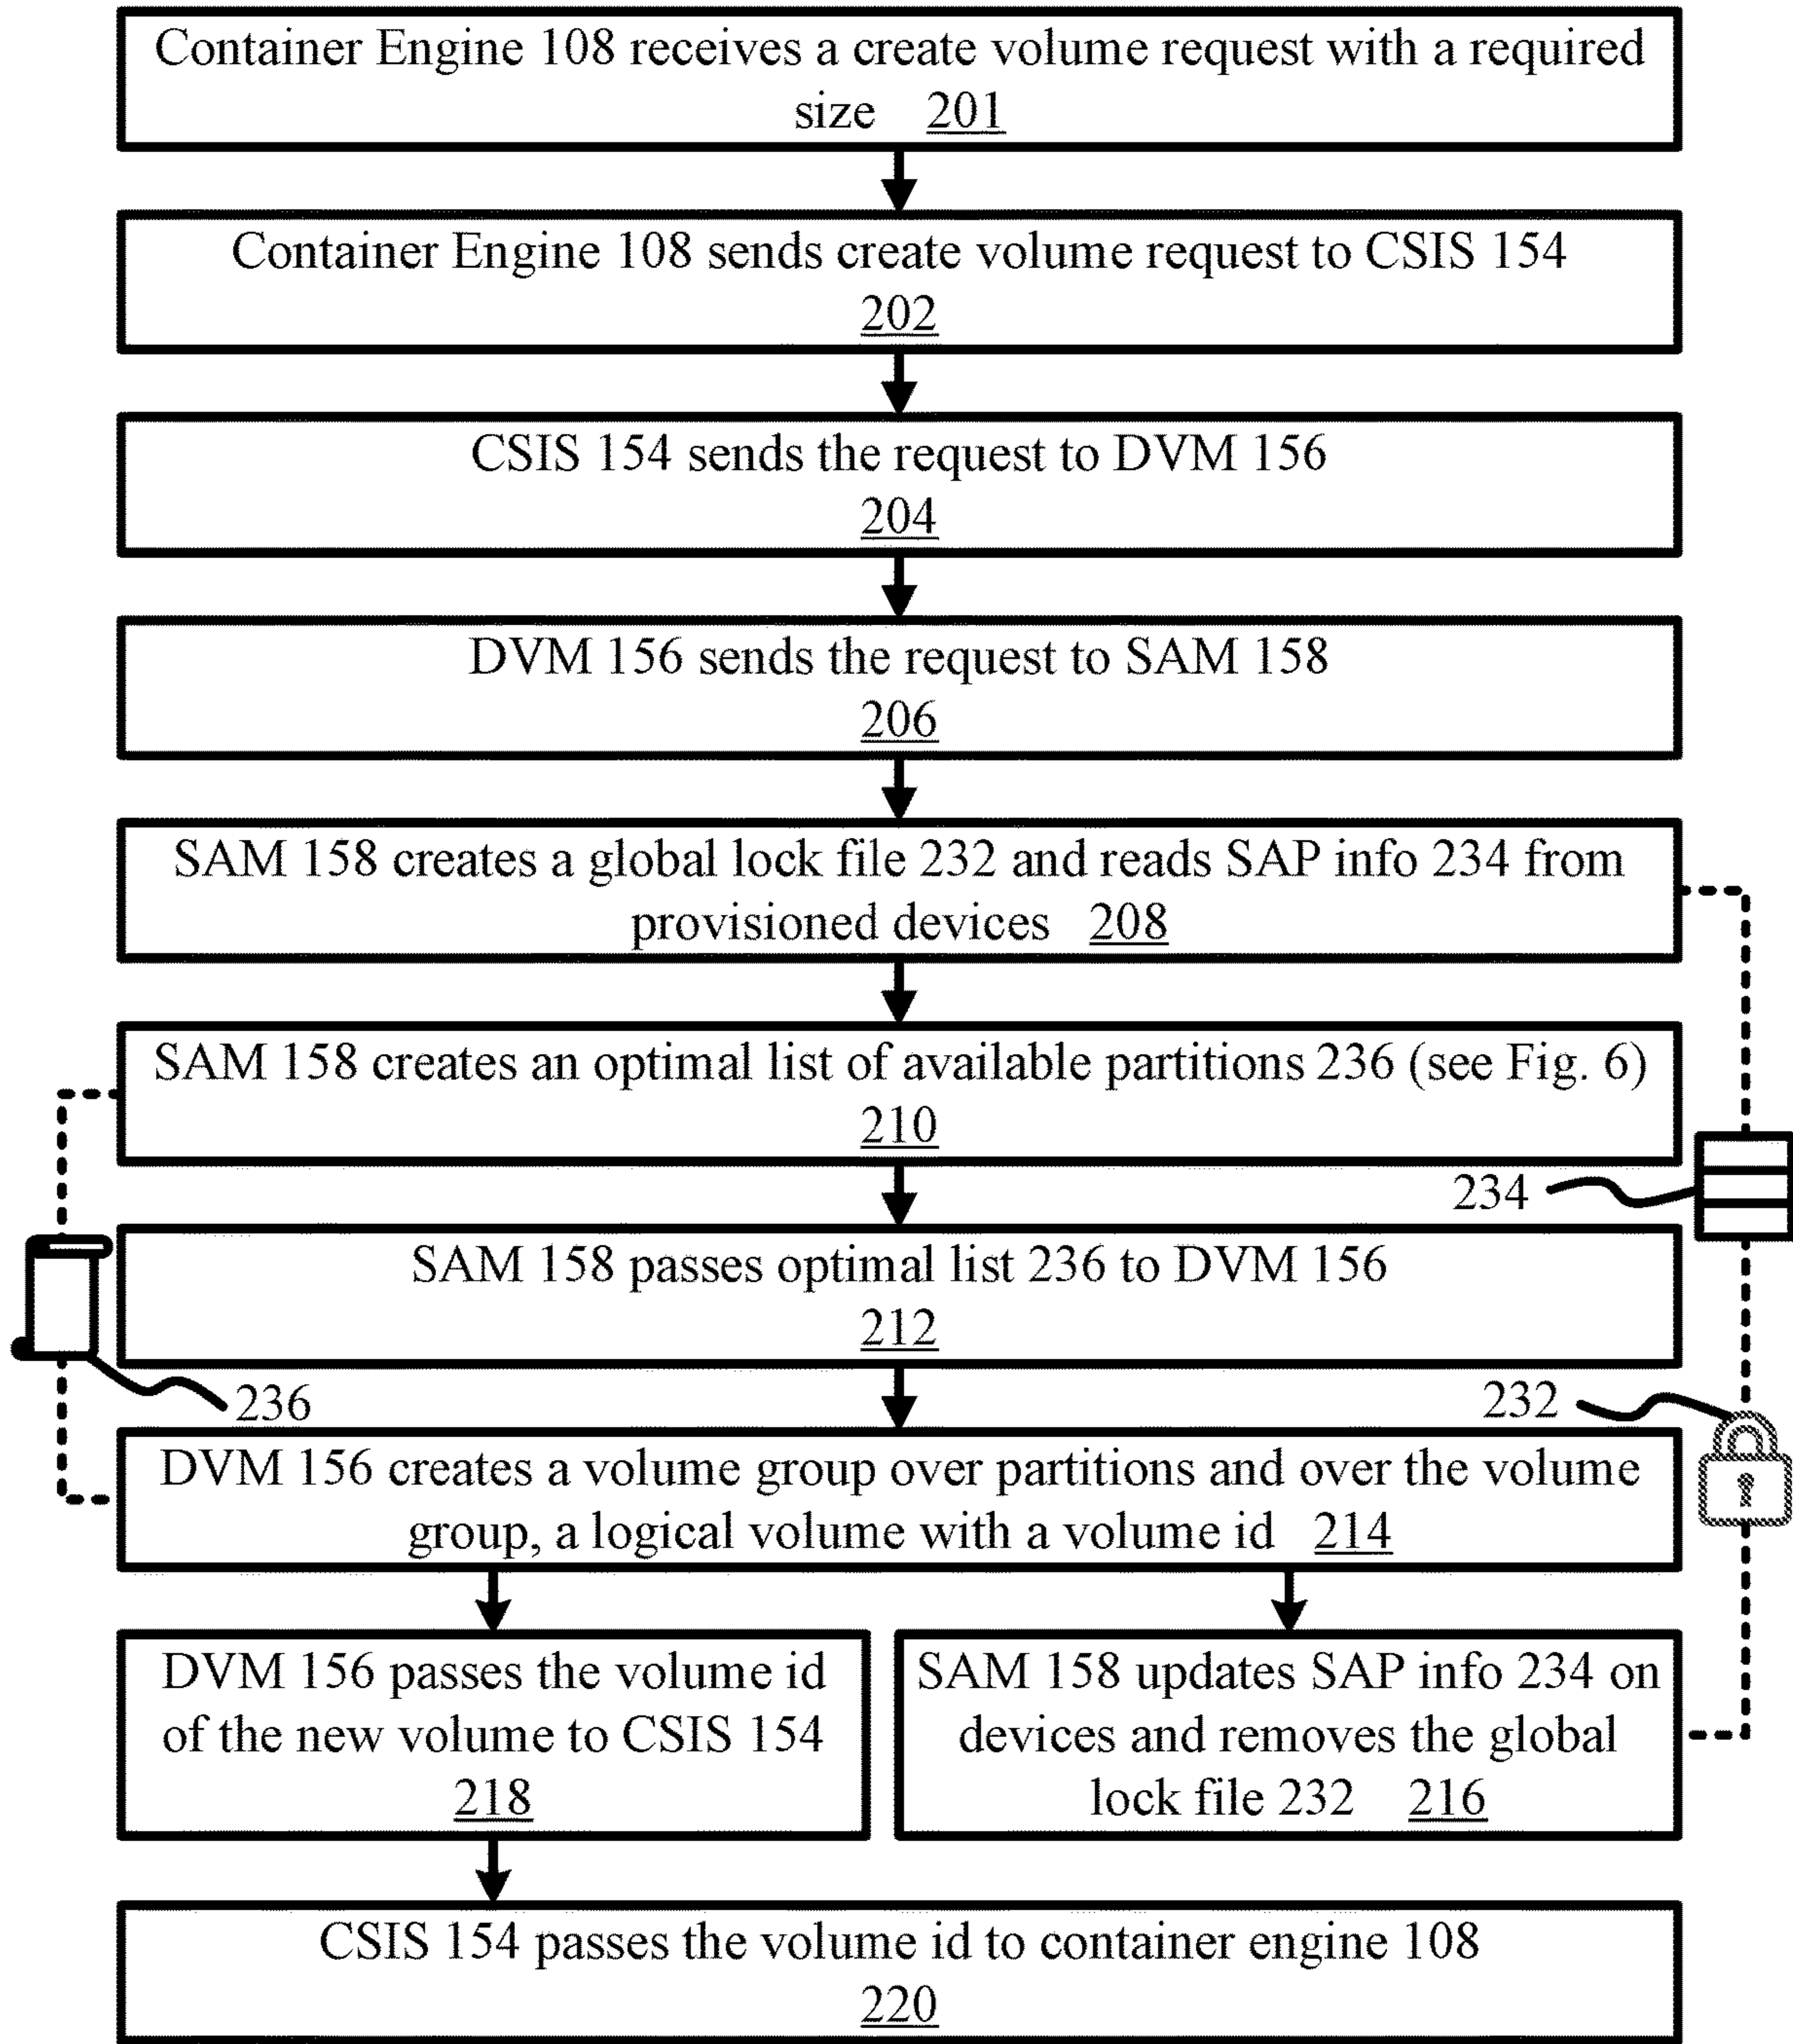 Container Engine 108 receives a create volume request with a required
size 201
Container Engine 108 sends create volume request to CSIS 154
202
CSIS 154 sends the request to DVM 156
204
DVM 156 sends the request to SAM 158
206
SAM 158 creates a global lock file 232 and reads SAP info 234 from
provisioned devices 208
SAM 158 creates an optimal list of available partitions 236 (see Fig. 6)
210
234
SAM 158 passes optimal list 236 to DVM 156
212
236
232
DVM 156 creates a volume group over partitions and over the volume
group, a logical volume with a volume id 214
DVM 156 passes the volume id
of the new volume to CSIS 154
218
SAM 158 updates SAP info 234 on
devices and removes the global
lock file 232 216
CSIS 154 passes the volume id to container engine 108
220